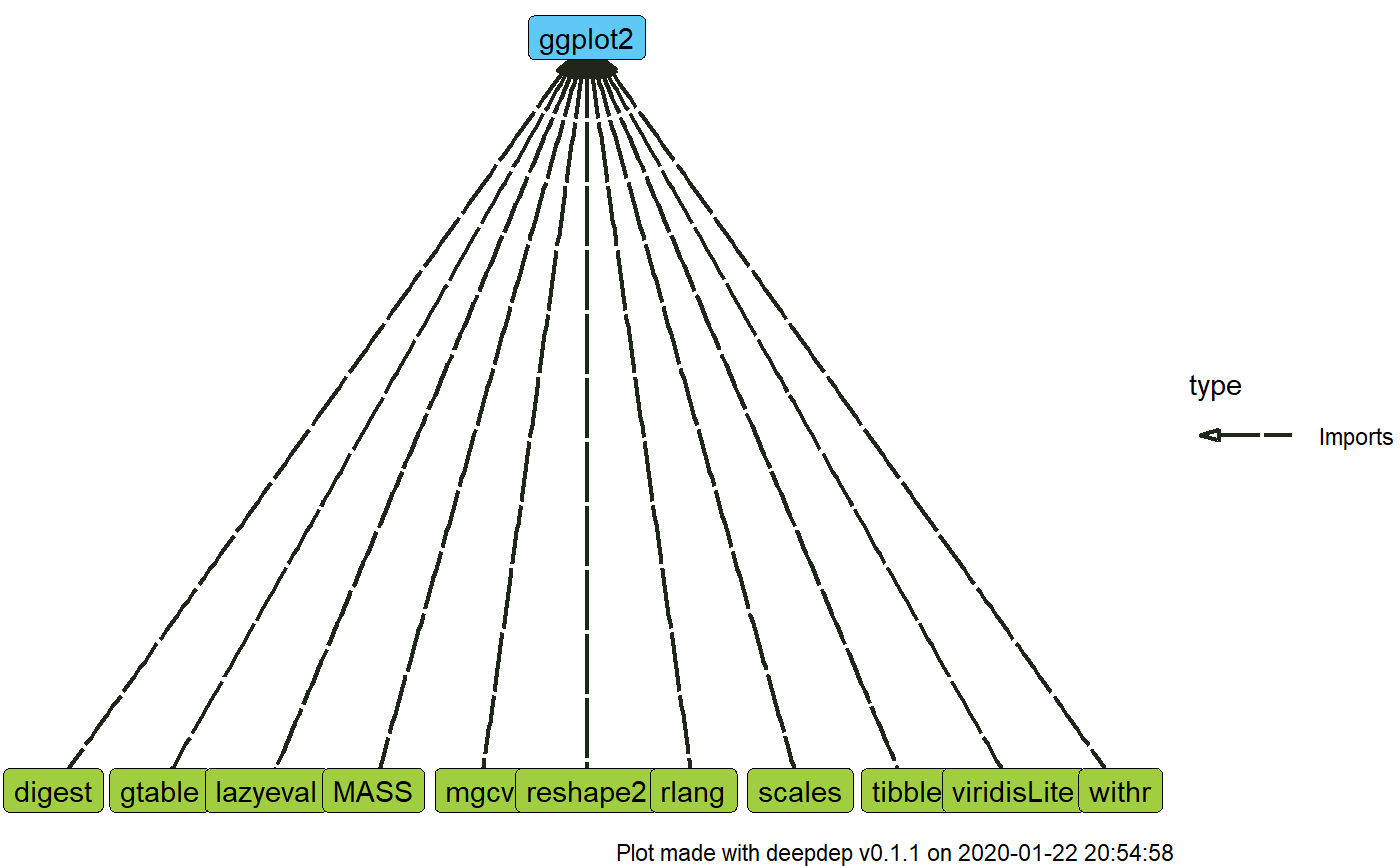 ggplot2
type
Imports
digest gtable lazyeval MASS mgcv reshape2 rlang scales tibble viridisLite withr
Plot made with deepdep v0.1.1 on 2020-01-22 20:54:58